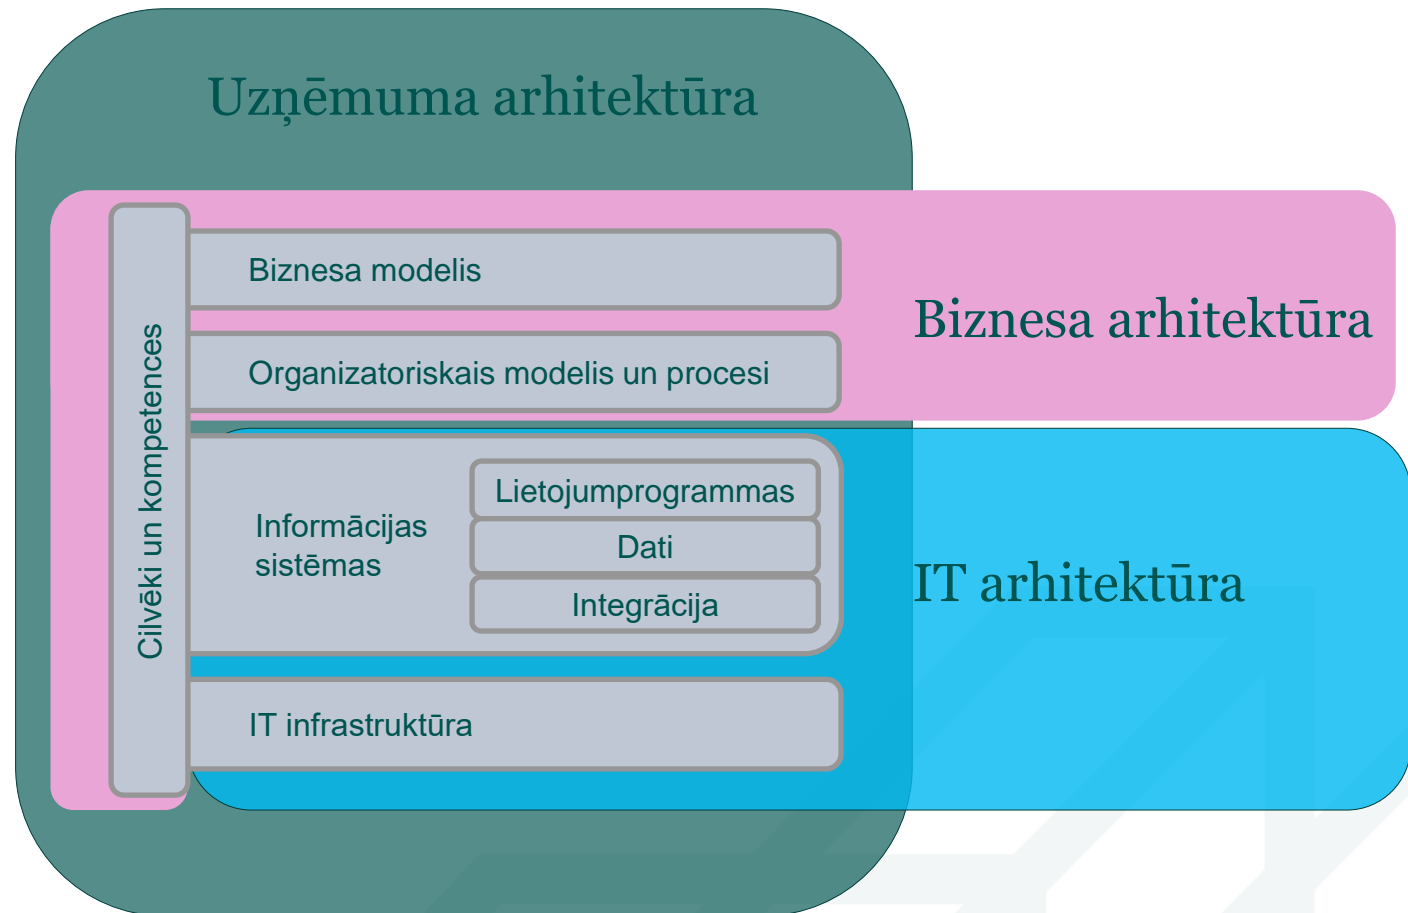 Uzņēmuma arhitektūra
Cilvēki un kompetences
Biznesa modelis
Organizatoriskais modelis un procesi
Biznesa arhitektūra
Informācijas
sistēmas
Lietojumprogrammas
Dati
Integrācija
IT arhitektūra
IT infrastruktūra